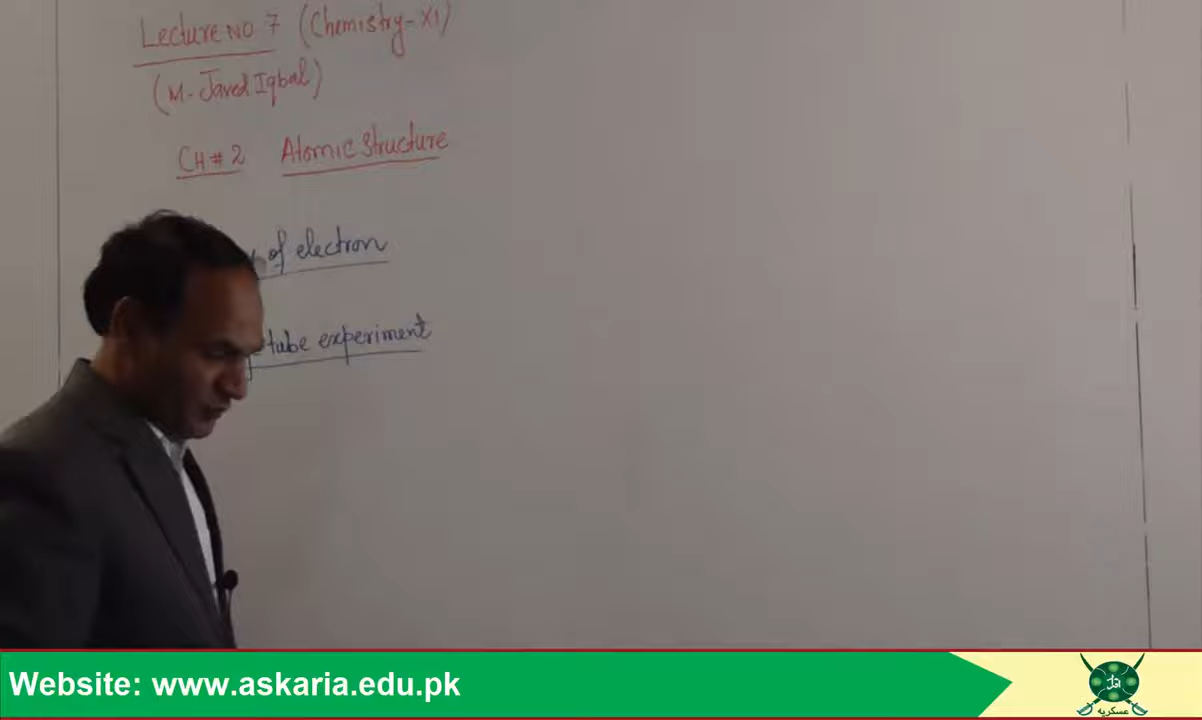 Lecture NO 7 (Chemistry-XI)
(M-Javed Iqbal)
CH#2 Atomic Structure
of electron
tube experiment
Website: www.askaria.edu.pk
عسکریہ